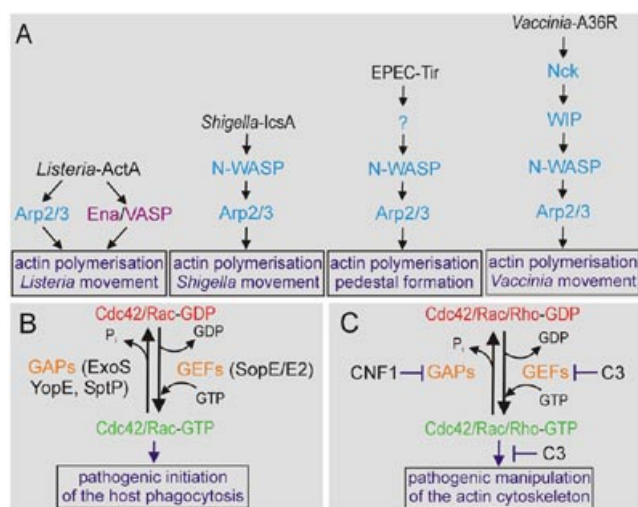 A
Listeria-ActA
Arp2/3 Ena/VASP
actin polymerisation
Listeria movement
Shigella-IcsA
N-WASP
Arp2/3
actin polymerisation
Shigella movement
EPEC-Tir
?
N-WASP
Arp2/3
actin polymerisation
pedestal formation
Vaccinia-A36R
Nck
WIP
N-WASP
Arp2/3
actin polymerisation
Vaccinia movement
B
Cdc42/Rac-GDP
Pi GDP
GAPs (ExoS
YopE, SptP)
GEFs (SopE/E2)
GTP
Cdc42/Rac-GTP
pathogenic initiation
of the host phagocytosis
C
Cdc42/Rac/Rho-GDP
Pi GDP
CNF1 GAPs GEFs C3
GTP
Cdc42/Rac/Rho-GTP
C3
pathogenic manipulation
of the actin cytoskeleton